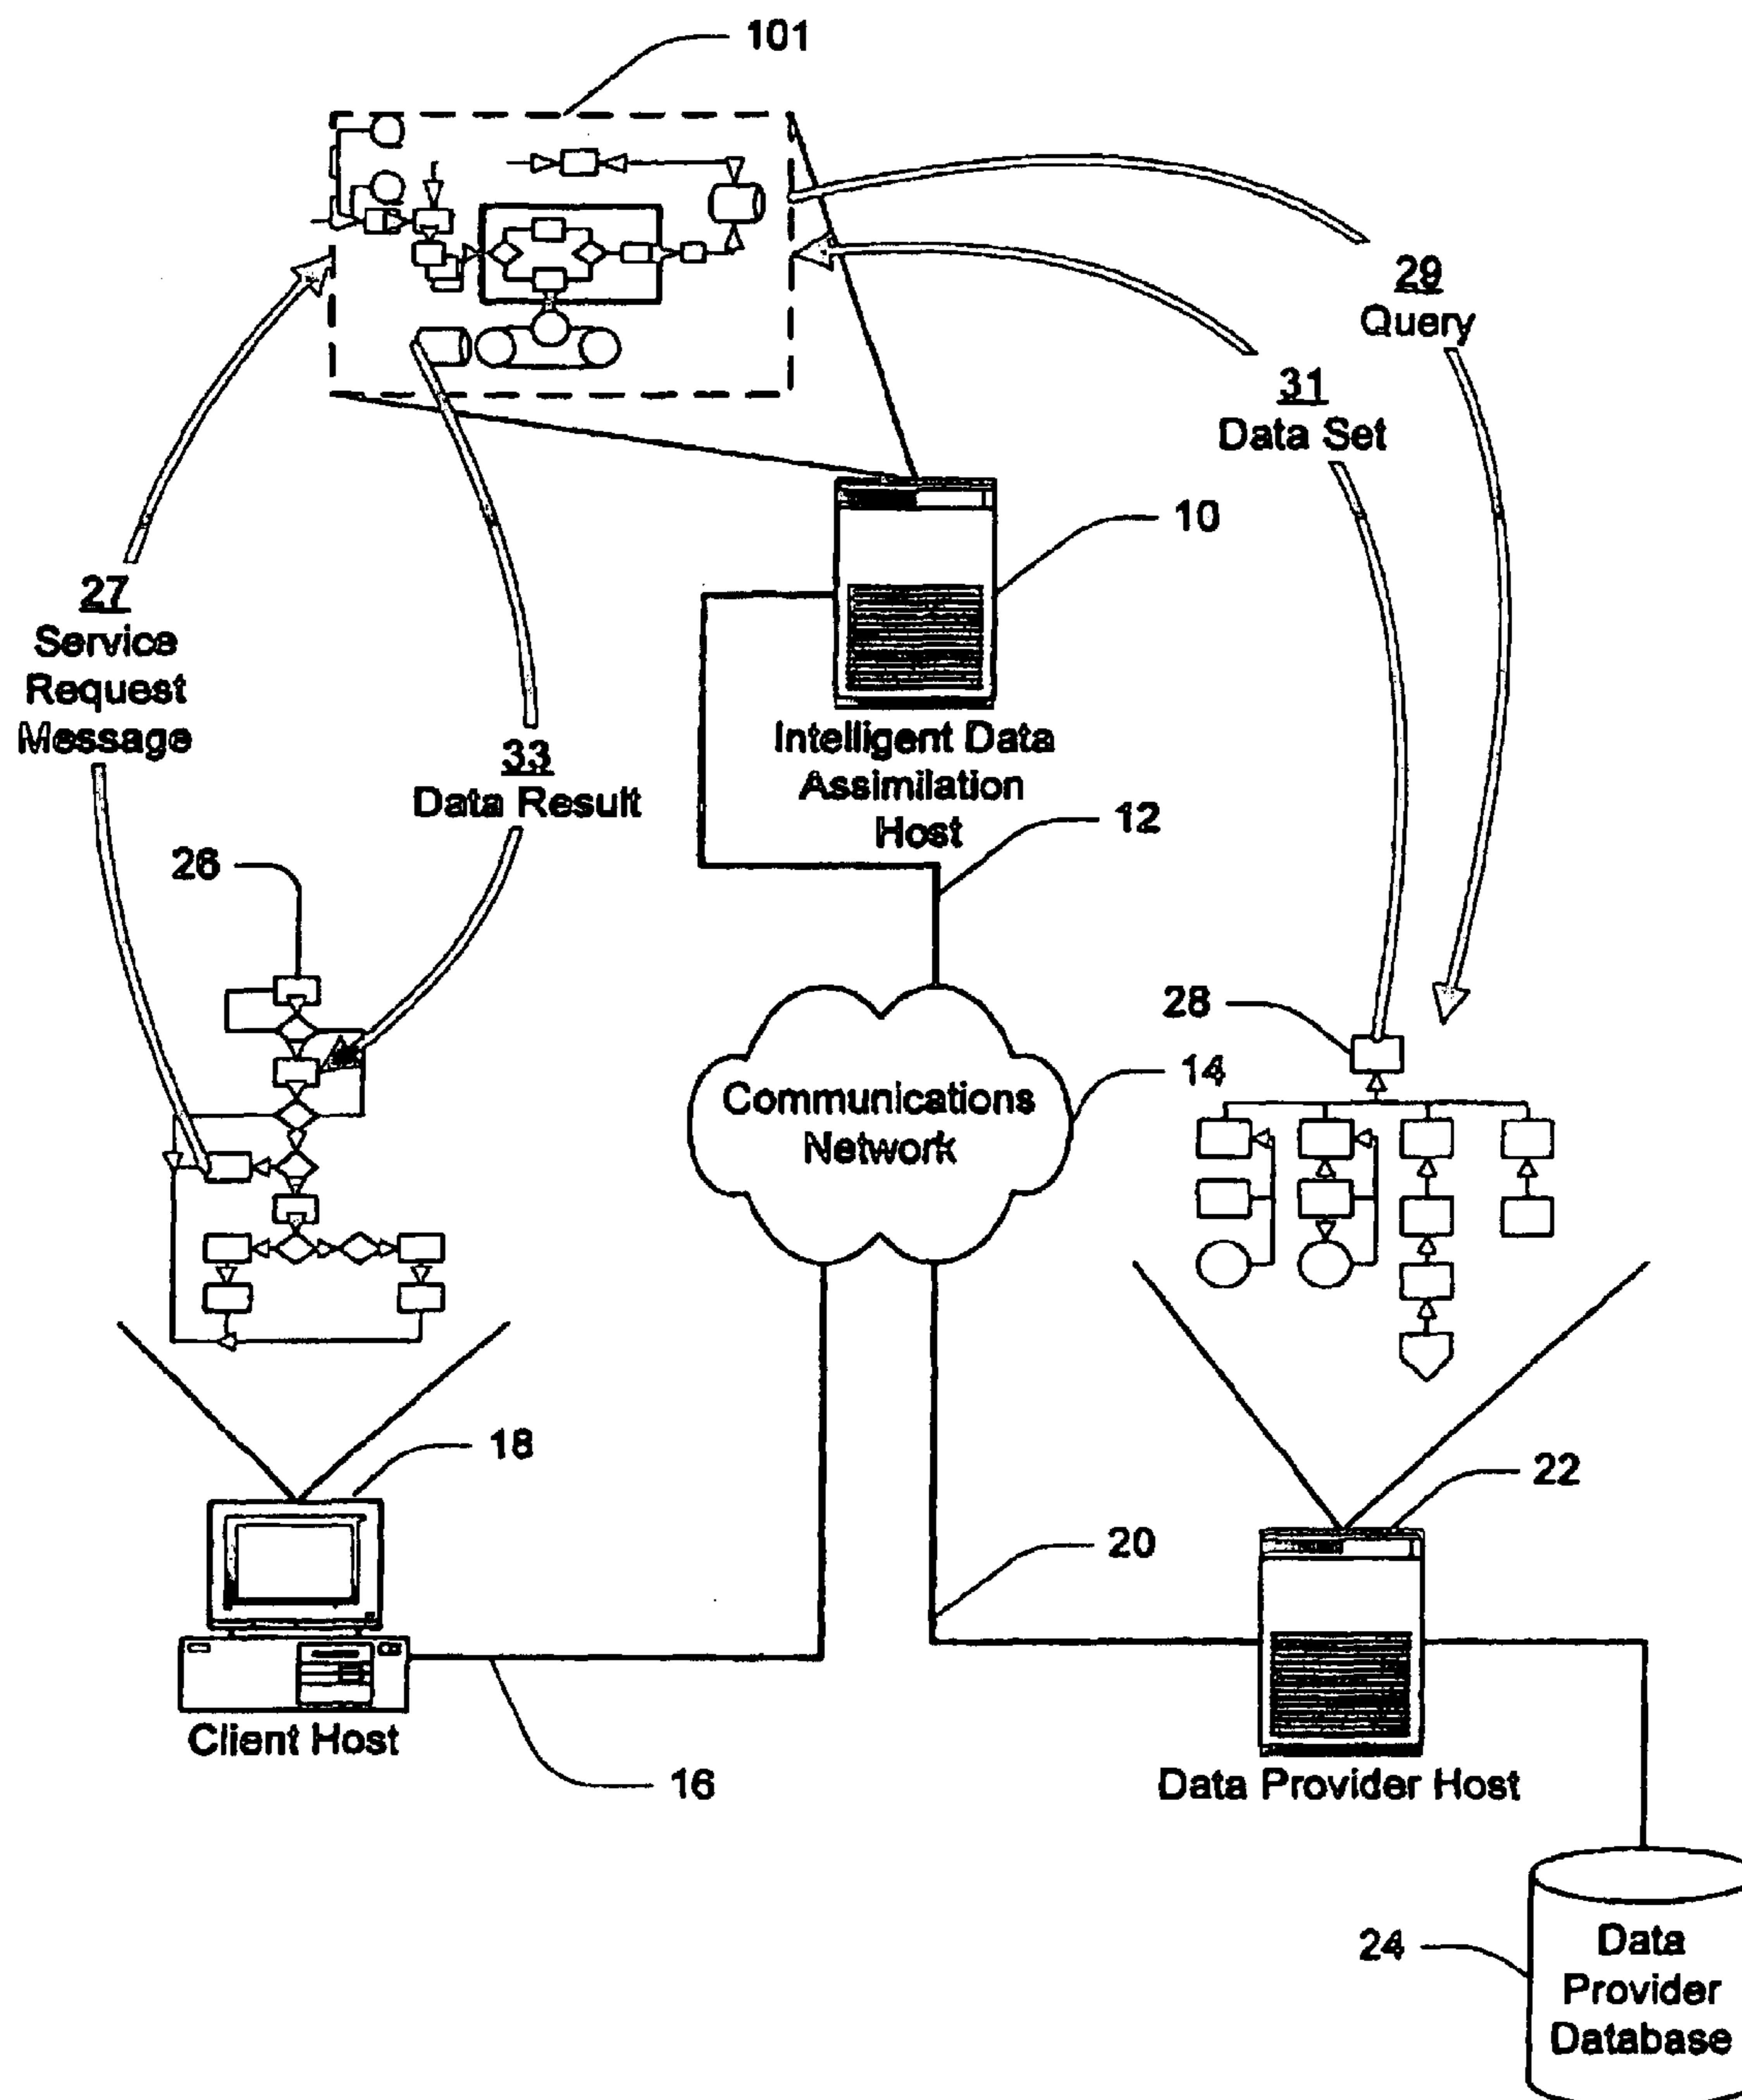 101
29
Query
31
Data Set
10
27
Service
Request
Message
Intelligent Data
Assimilation
Host
33
Data Result
12
26
28
14
Communications
Network
18
22
20
Client Host
16
Data Provider Host
24
Data
Provider
Database